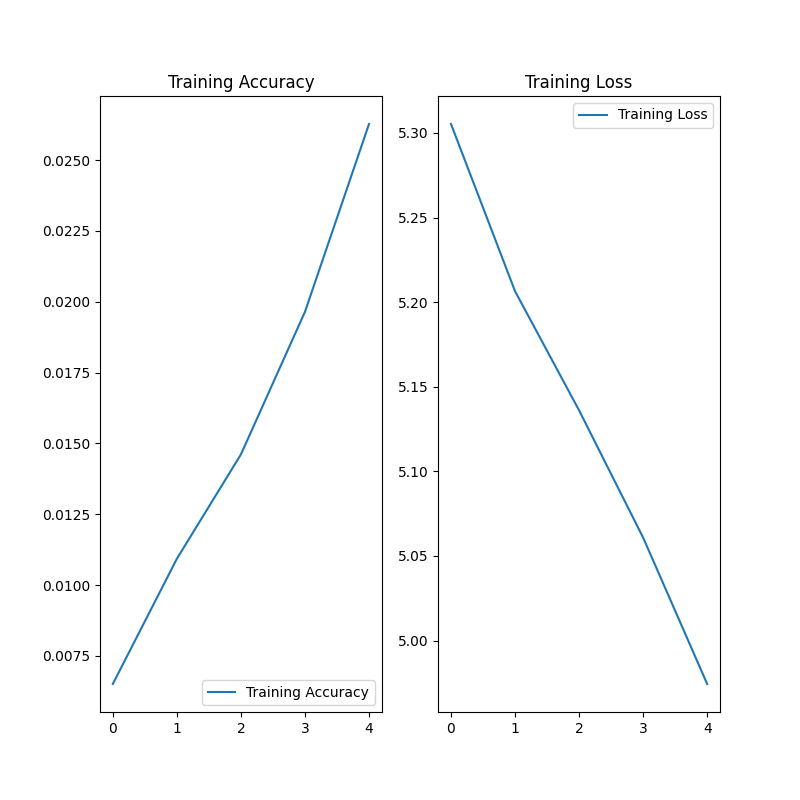 Training Accuracy
0.0250
0.0225
0.0200
0.0175
0.0150
0.0125
0.0100
0.0075
Training Accuracy
0 1 2 3 4
Training Loss
Training Loss
5.30
5.25
5.20
5.15
5.10
5.05
5.00
0 1 2 3 4